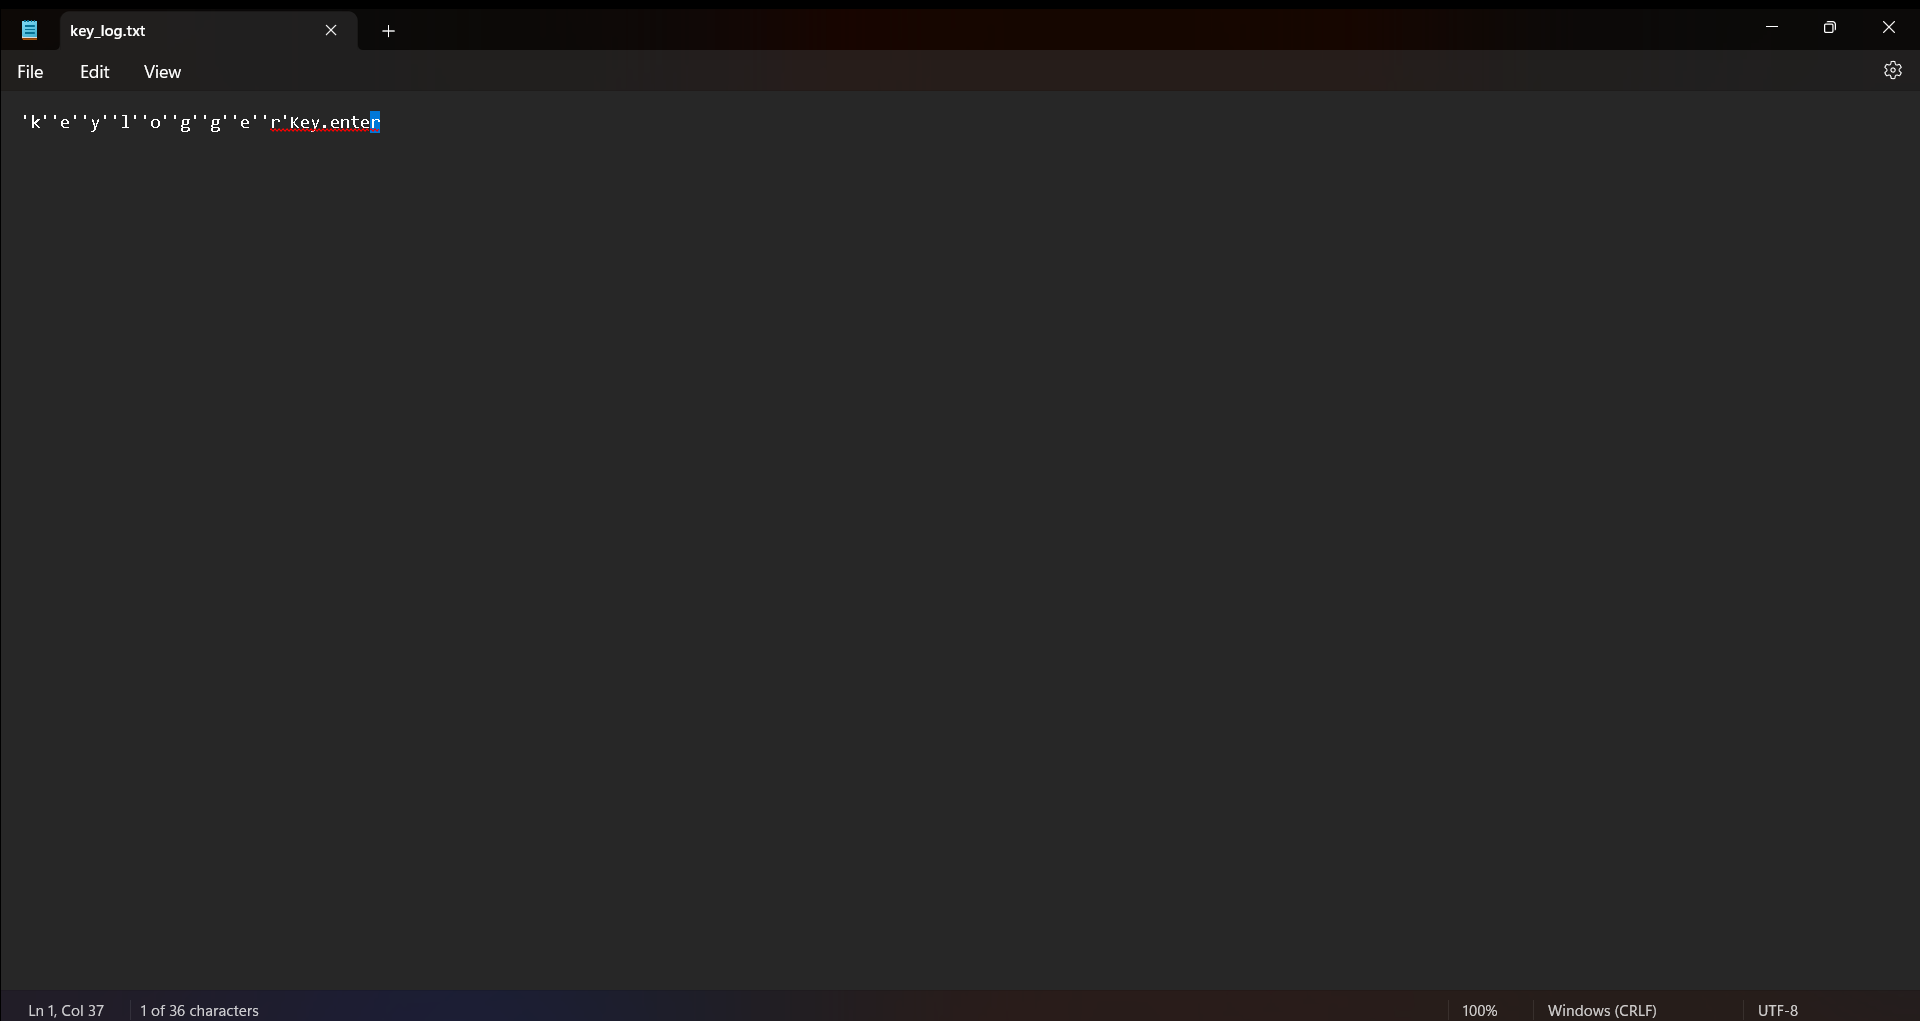 key_log.txt
File Edit View
'k''e''y''l''o''g''g''e''r'Key.enter
Ln 1, Col 37 1 of 36 characters 100% Windows (CRLF) UTF-8